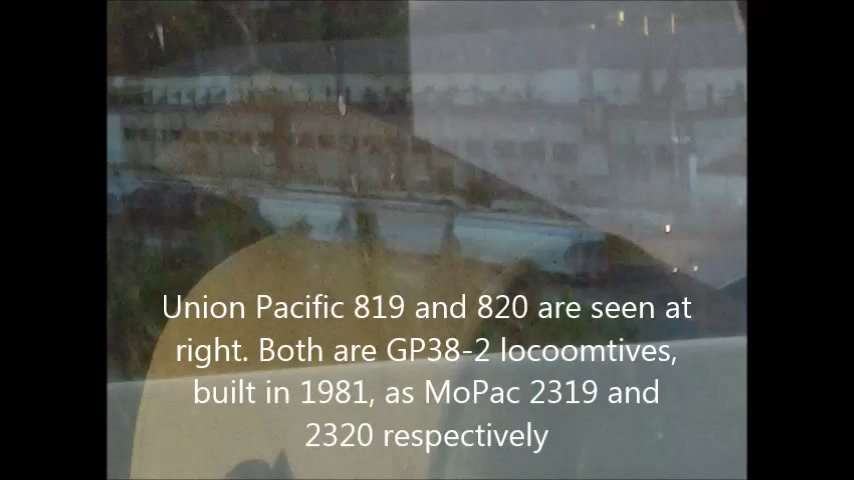 Union Pacific 819 and 820 are seen at
right. Both are GP38-2 locoomtives,
built in 1981, as MoPac 2319 and
2320 respectively